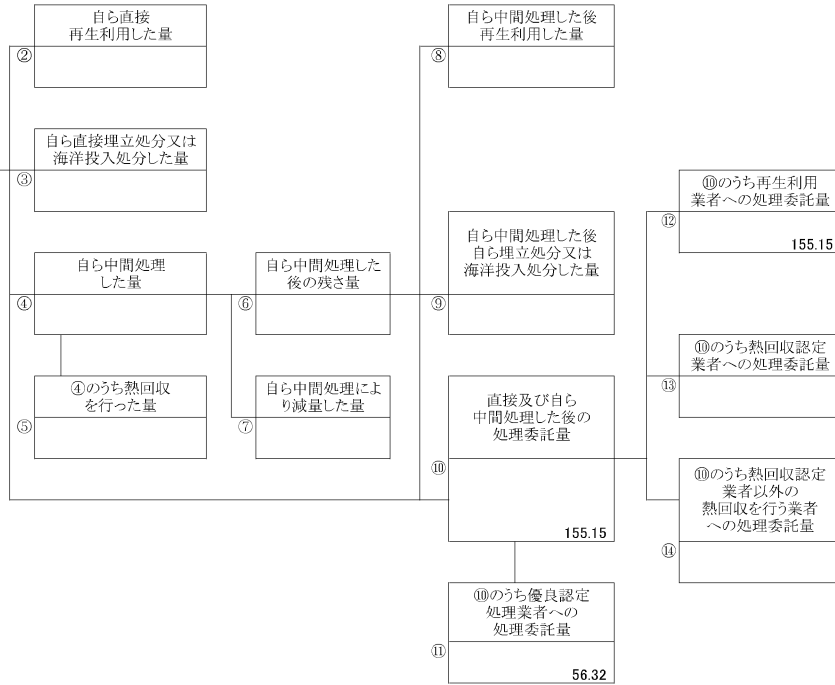 自ら直接
再生利用した量
②
自ら中間処理した後
再生利用した量
⑧
自ら直接埋立処分又は
海洋投入処分した量
③
⑩のうち再生利用
業者への処理委託量
⑫
155.15
自ら中間処理
した量
④
自ら中間処理した
後の残さ量
⑥
自ら中間処理した後
自ら埋立処分又は
海洋投入処分した量
⑨
⑩のうち熱回収認定
業者への処理委託量
⑬
④のうち熱回収
を行った量
⑤
自ら中間処理によ
り減量した量
⑦
直接及び自ら
中間処理した後の
処理委託量
⑩
155.15
⑩のうち熱回収認定
業者以外の
熱回収を行う業者
への処理委託量
⑭
⑩のうち優良認定
処理業者への
処理委託量
⑪
56.32